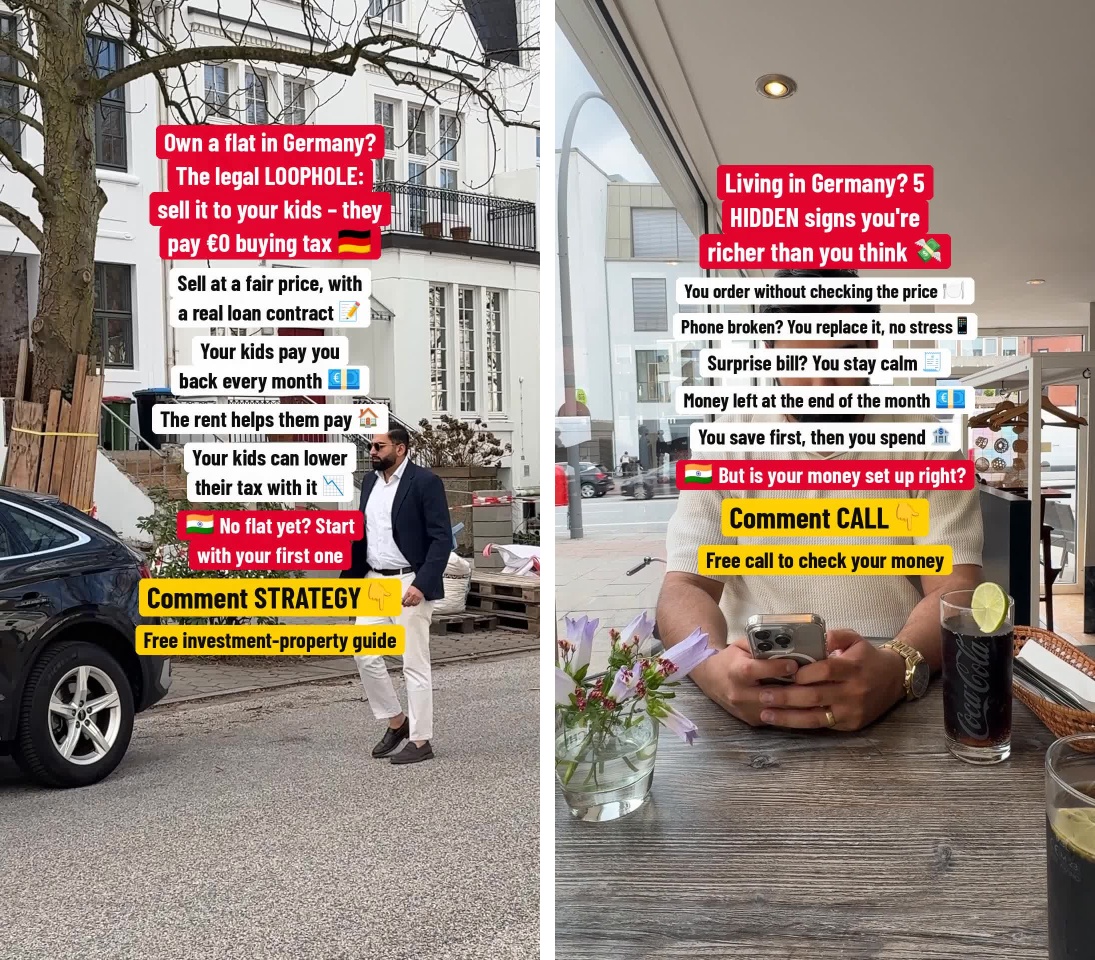 Own a flat in Germany?
The legal LOOPHOLE:
sell it to your kids – they
pay €0 buying tax 🇩🇪
Sell at a fair price, with
a real loan contract 📝
Your kids pay you
back every month 💶
The rent helps them pay 🏠
Your kids can lower
their tax with it 📉
🇮🇳 No flat yet? Start
with your first one
Comment STRATEGY 👇
Free investment-property guide
Living in Germany? 5
HIDDEN signs you're
richer than you think 💸
You order without checking the price 🍽️
Phone broken? You replace it, no stress📱
Surprise bill? You stay calm 🧾
Money left at the end of the month 💶
You save first, then you spend 🏦
🇮🇳 But is your money set up right?
Comment CALL 👇
Free call to check your money
Coca-Cola